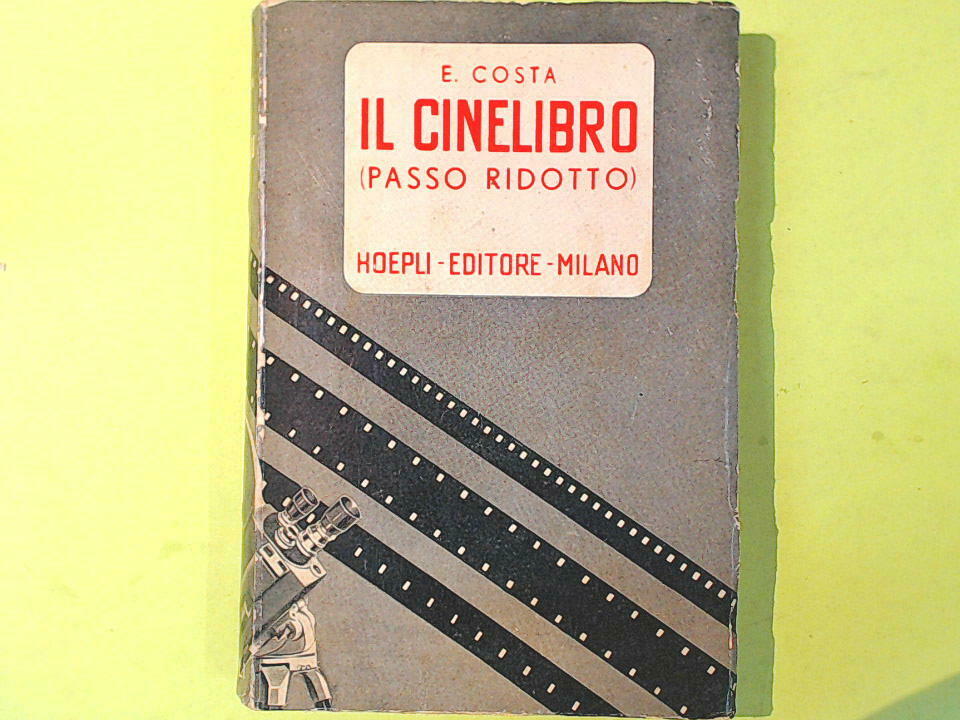 E. COSTA
IL CINELIBRO
(PASSO RIDOTTO)
HOEPLI - EDITORE - MILANO